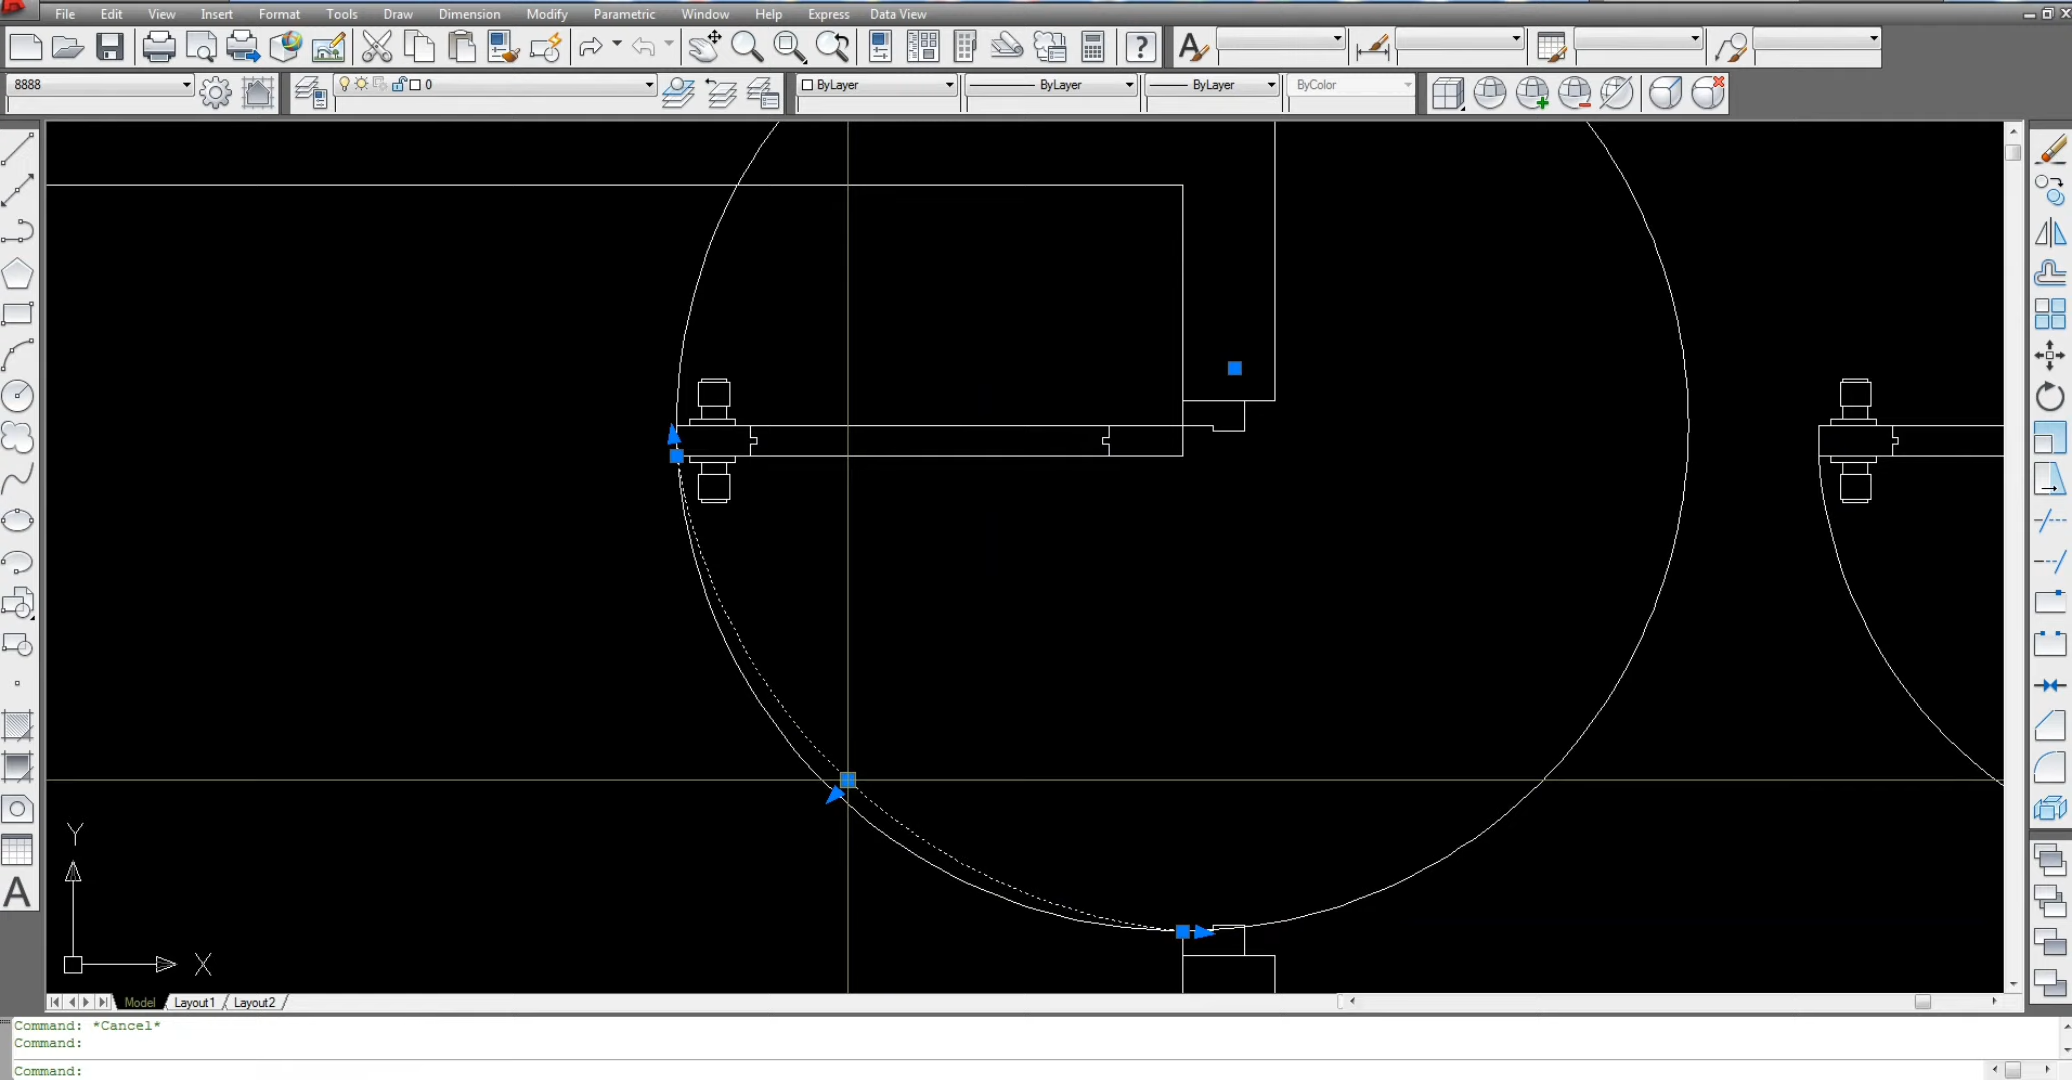 File Edit View Insert Format Tools Draw Dimension Modify Parametric Window Help Express Data View
8888 0 ByLayer ByLayer ByLayer ByColor
Y
X
Model Layout1 Layout2
Command: *Cancel*
Command:
Command: